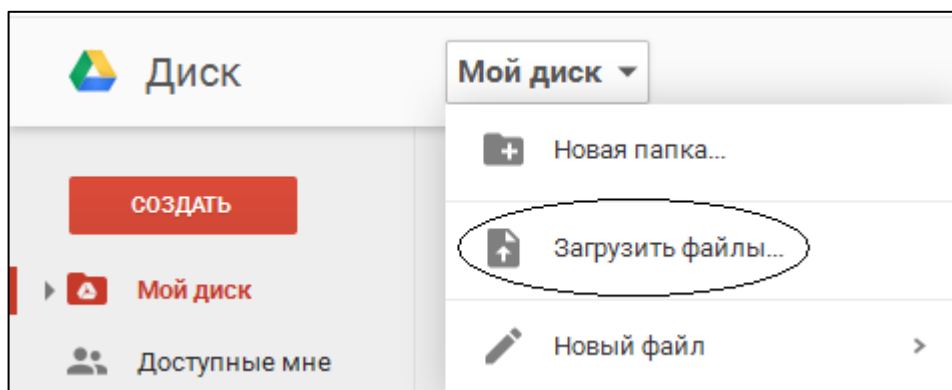 Диск
Мой диск
Новая папка...
СОЗДАТЬ
Загрузить файлы...
Мой диск
Новый файл
Доступные мне